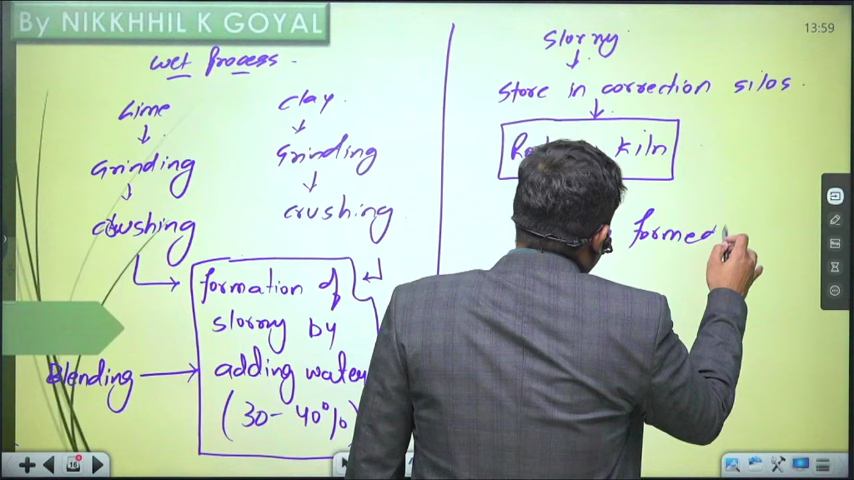 By NIKKHHIL K GOYAL
13:59
wet Process
Lime
Grinding
crushing
clay
Grinding
crushing
formation of
slorry by
adding water
(30-40%)
Blending
Slorry
Store in correction silos
kiln
formed
16